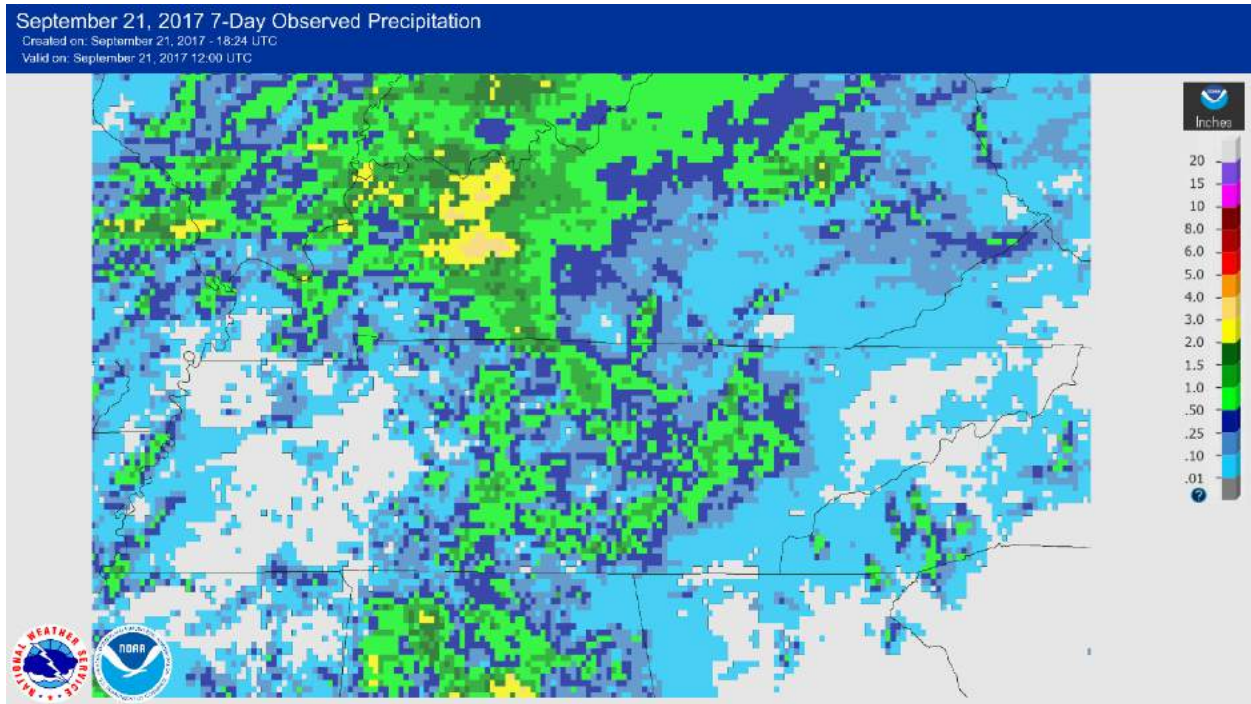 September 21, 2017 7-Day Observed Precipitation
Created on: September 21, 2017 - 18:24 UTC
Valid on: September 21, 2017 12:00 UTC
NOAA
Inches
20
15
10
8.0
6.0
5.0
4.0
3.0
2.0
1.5
1.0
.50
.25
.10
.01
?
NATIONAL WEATHER SERVICE
NOAA